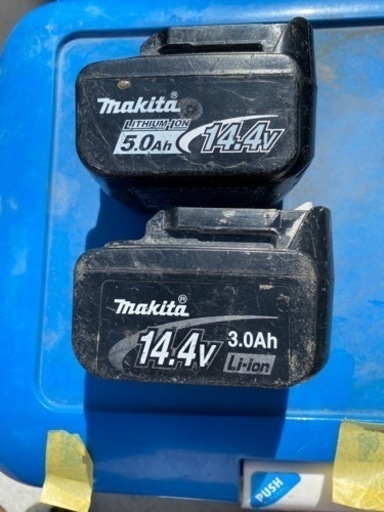 makita®
LITHIUM-ION
5.0Ah 14.4V
makita®
14.4V 3.0Ah
Li-ion
PUSH